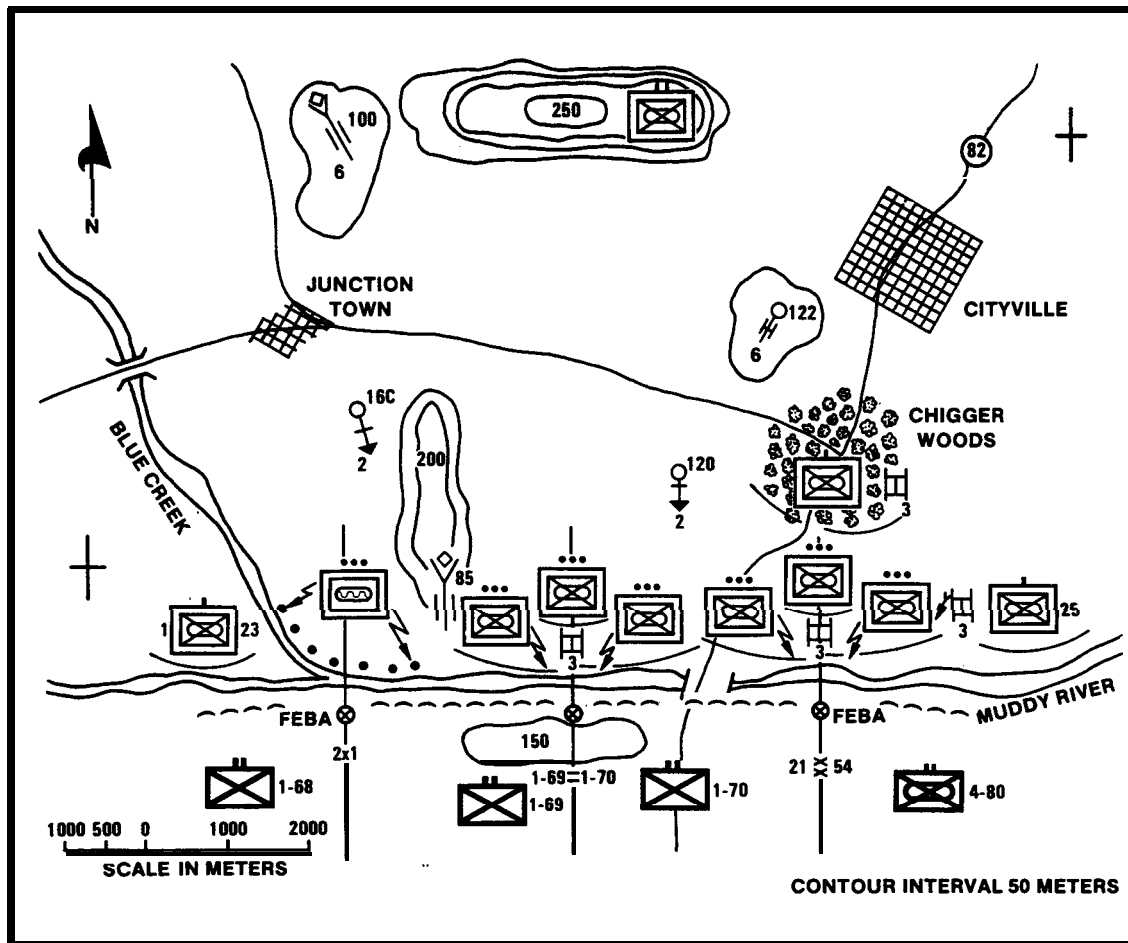 100
250
6
82
N
JUNCTION
TOWN
122
CITYVILLE
6
16C
CHIGGER
WOODS
BLUE CREEK
200
120
2
2
3
85
1
23
3
3
3
25
MUDDY RIVER
FEBA
FEBA
150
2x1
1-69=1-70
21 XX 54
1-68
1-69
1-70
4-80
1000 500 0 1000 2000
SCALE IN METERS
CONTOUR INTERVAL 50 METERS